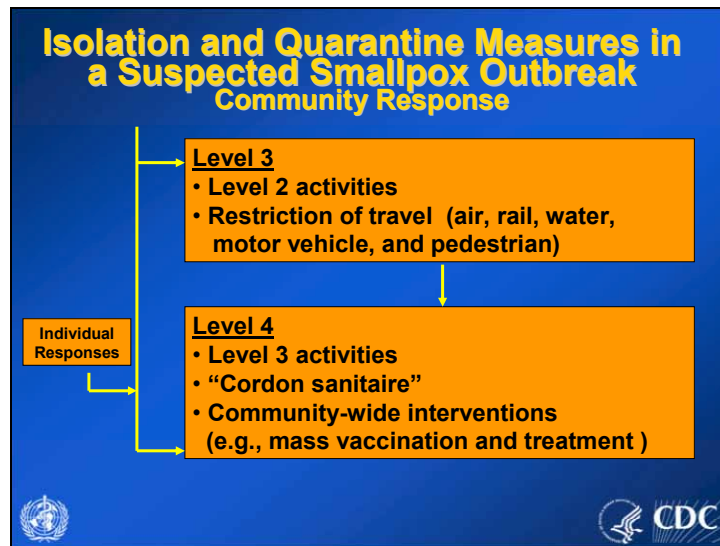 Isolation and Quarantine Measures in
a Suspected Smallpox Outbreak
Community Response
Level 3
• Level 2 activities
• Restriction of travel (air, rail, water,
motor vehicle, and pedestrian)
Individual
Responses
Level 4
• Level 3 activities
• “Cordon sanitaire”
• Community-wide interventions
(e.g., mass vaccination and treatment )
CDC